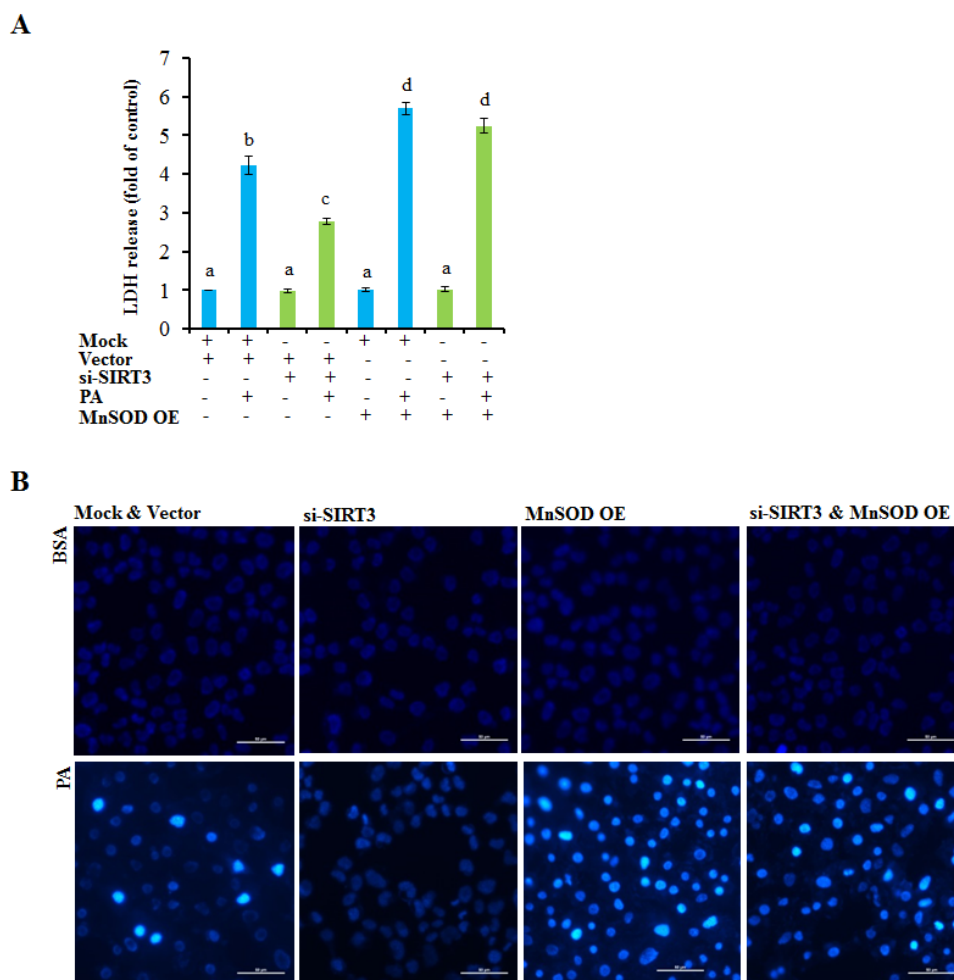 A
LDH release (fold of control)
7
6
5
4
3
2
1
0
a
b
a
c
a
d
a
d
Mock + + - - + + - -
Vector + + + + - - - -
si-SIRT3 - - + + - - + +
PA - + - + - + - +
MnSOD OE - - - - + + + +
B
Mock & Vector si-SIRT3 MnSOD OE si-SIRT3 & MnSOD OE
BSA
PA